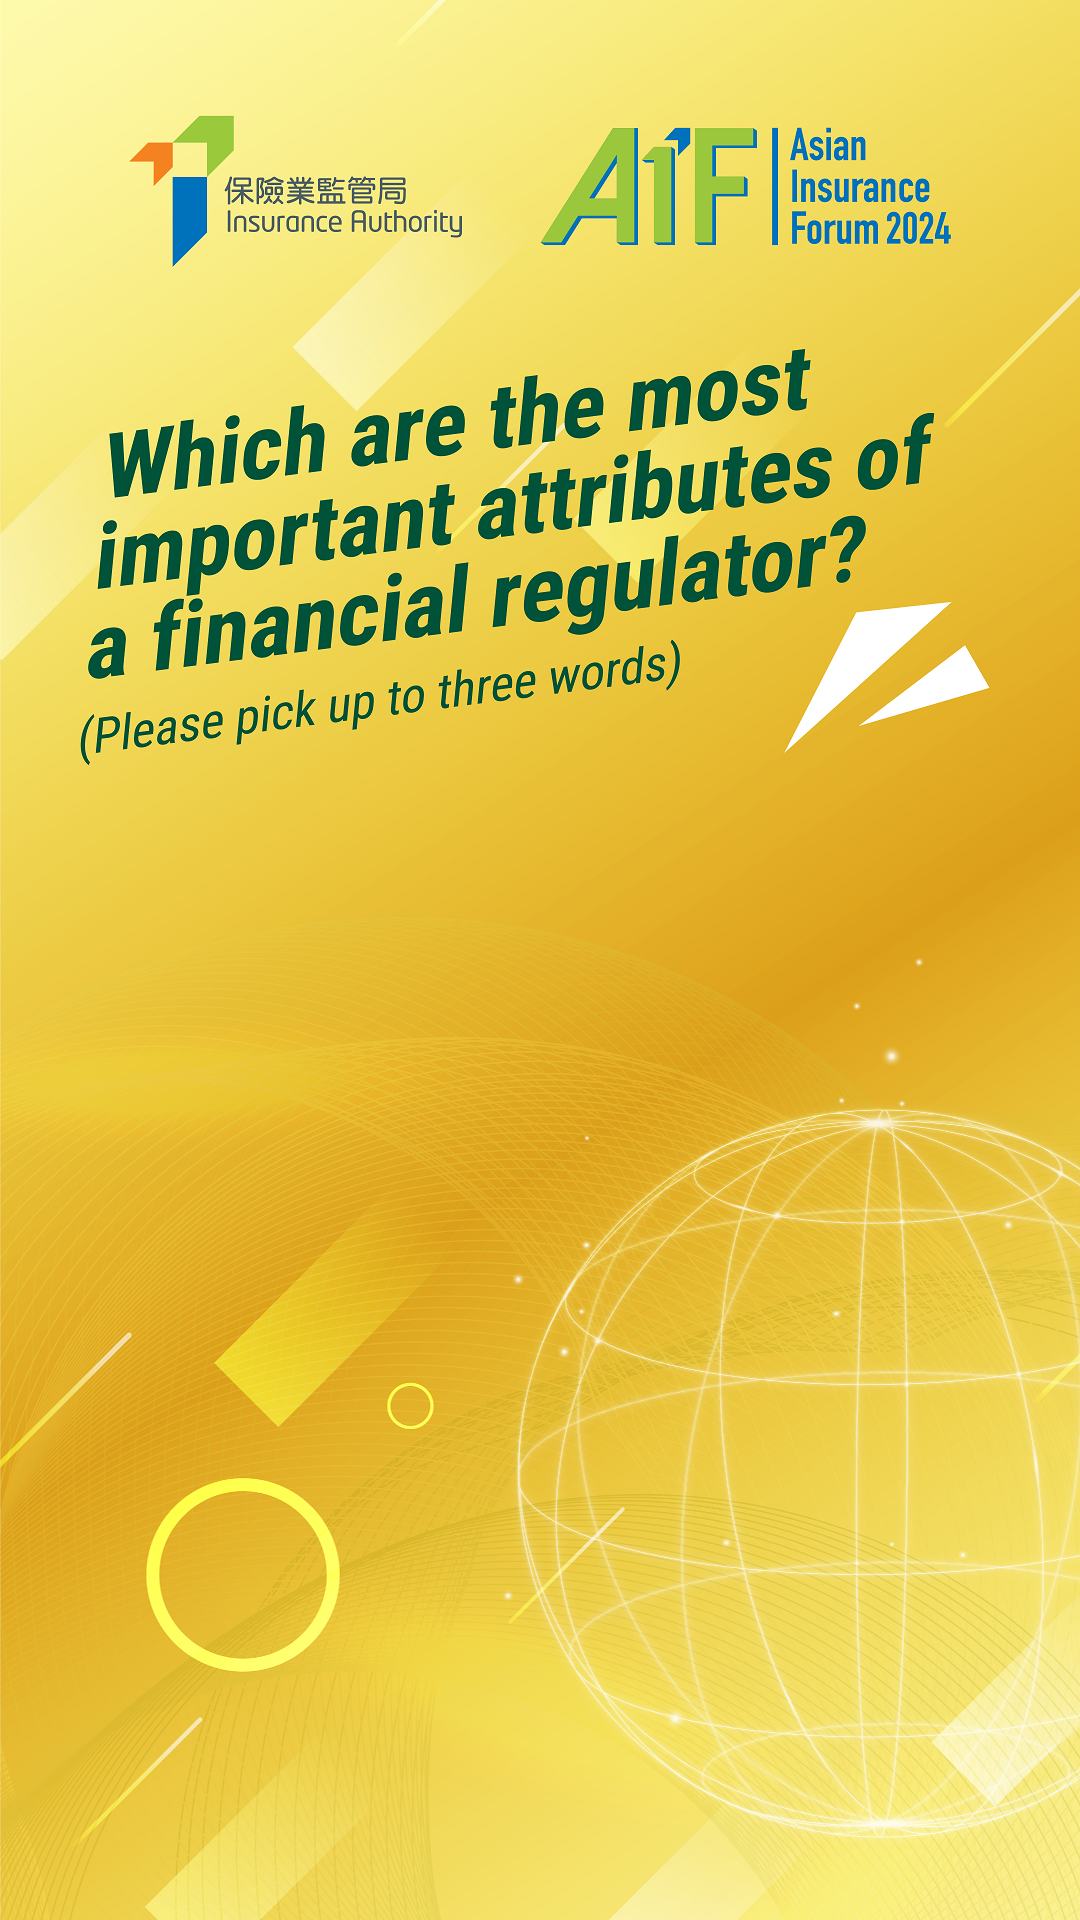 保險業監管局
Insurance Authority
AIF
Asian
Insurance
Forum 2024
Which are the most
important attributes of
a financial regulator?
(Please pick up to three words)